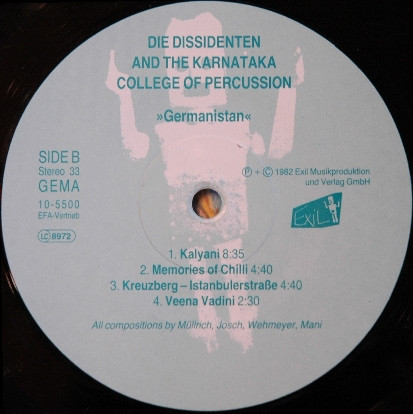 DIE DISSIDENTEN
AND THE KARNATAKA
COLLEGE OF PERCUSSION
»Germanistan«
SIDE B
Stereo 33
GEMA
10-5500
EFA-Vertrieb
LC 8972
Ⓟ + © 1982 Exil Musikproduktion
und Verlag GmbH
EXIL
1. Kalyani 8:35
2. Memories of Chilli 4:40
3. Kreuzberg – Istanbulerstraße 4:40
4. Veena Vadini 2:30
All compositions by Müllrich, Josch, Wehmeyer, Mani